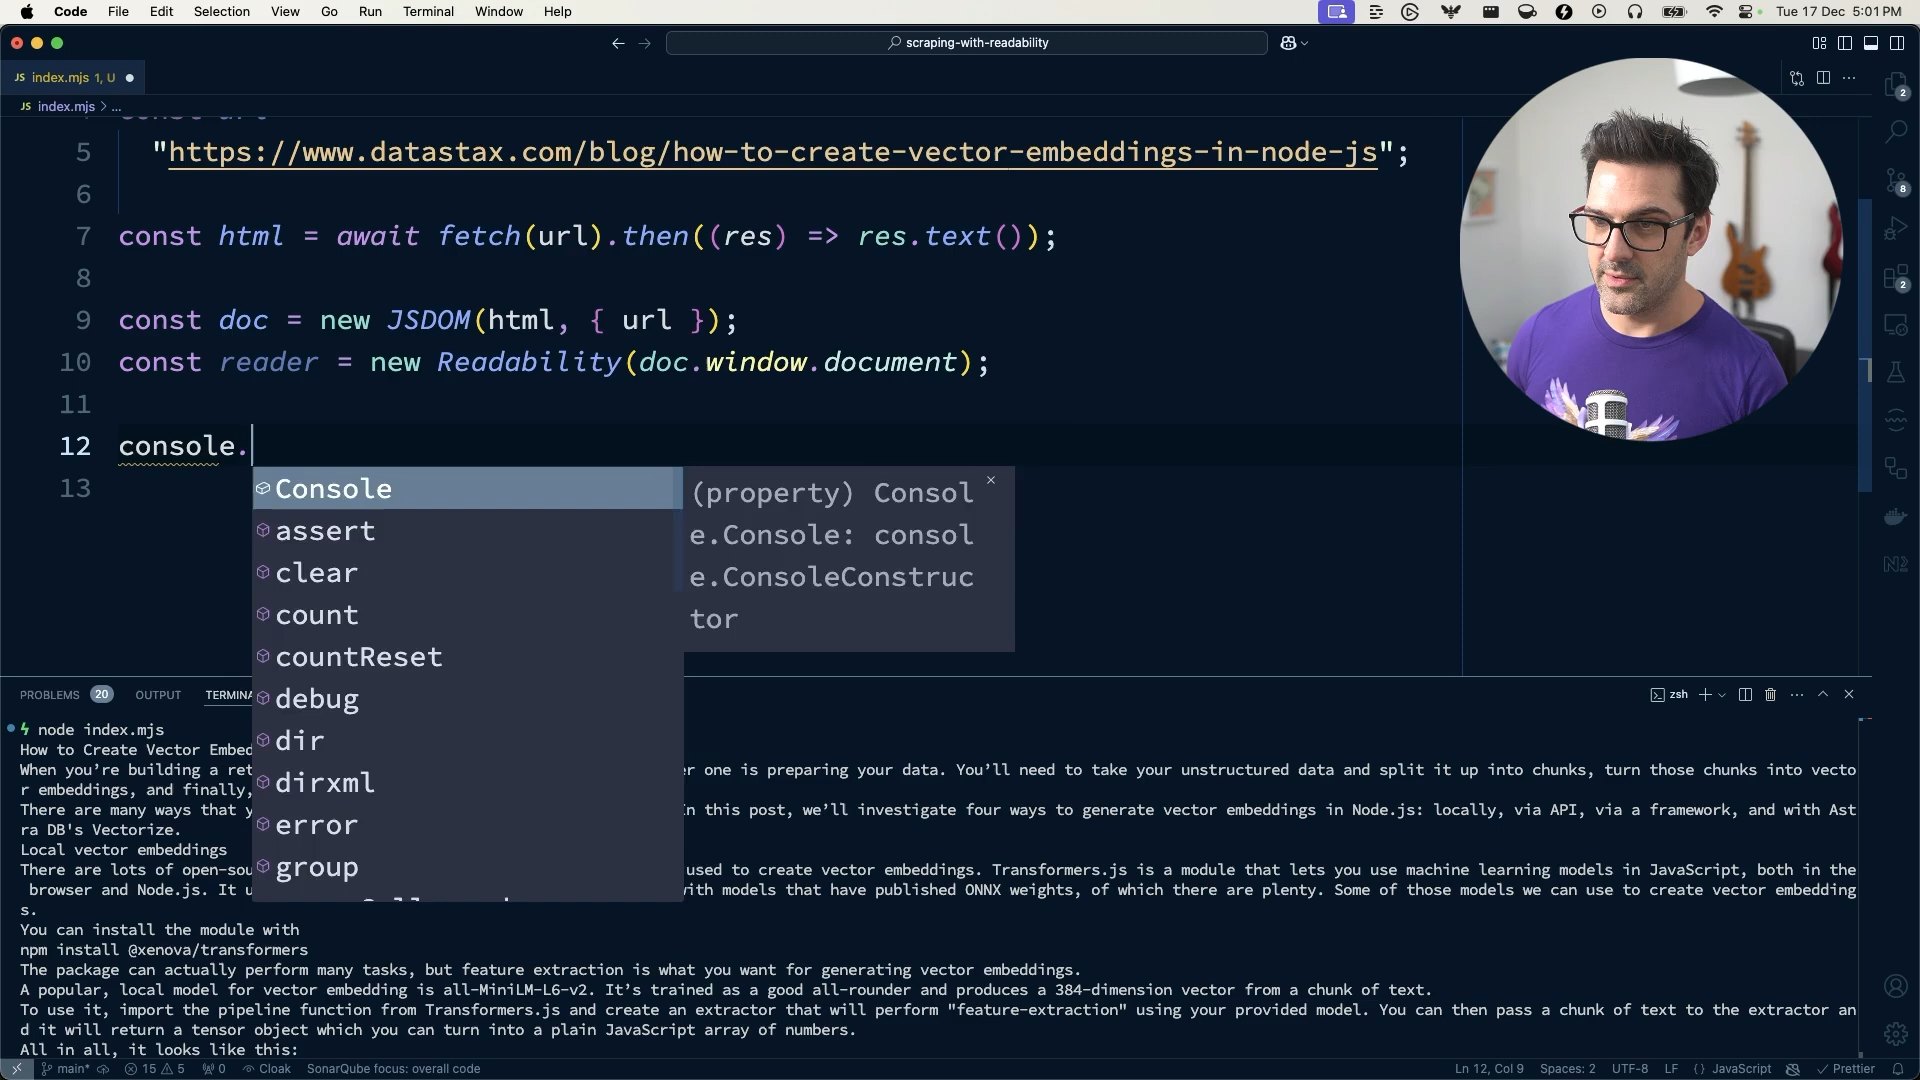 Code File Edit Selection View Go Run Terminal Window Help Tue 17 Dec 5:01 PM
scraping-with-readability
JS index.mjs 1, U
JS index.mjs > ...
const url
5 "https://www.datastax.com/blog/how-to-create-vector-embeddings-in-node-js";
6
7 const html = await fetch(url).then((res) => res.text());
8
9 const doc = new JSDOM(html, { url });
10 const reader = new Readability(doc.window.document);
11
12 console.
13
Console
assert
clear
count
countReset
debug
dir
dirxml
error
group
(property) Consol
e.Console: consol
e.ConsoleConstruc
tor
2
8
2
PROBLEMS 20 OUTPUT TERMINA zsh
node index.mjs
How to Create Vector Embed
When you’re building a ret r one is preparing your data. You’ll need to take your unstructured data and split it up into chunks, turn those chunks into vecto
r embeddings, and finally,
There are many ways that y n this post, we’ll investigate four ways to generate vector embeddings in Node.js: locally, via API, via a framework, and with Ast
ra DB's Vectorize.
Local vector embeddings
There are lots of open-sou used to create vector embeddings. Transformers.js is a module that lets you use machine learning models in JavaScript, both in the
browser and Node.js. It u ith models that have published ONNX weights, of which there are plenty. Some of those models we can use to create vector embedding
s.
You can install the module with
npm install @xenova/transformers
The package can actually perform many tasks, but feature extraction is what you want for generating vector embeddings.
A popular, local model for vector embedding is all-MiniLM-L6-v2. It’s trained as a good all-rounder and produces a 384-dimension vector from a chunk of text.
To use it, import the pipeline function from Transformers.js and create an extractor that will perform "feature-extraction" using your provided model. You can then pass a chunk of text to the extractor an
d it will return a tensor object which you can turn into a plain JavaScript array of numbers.
All in all, it looks like this:
main* 15 5 0 Cloak SonarQube focus: overall code Ln 12, Col 9 Spaces: 2 UTF-8 LF {} JavaScript Prettier